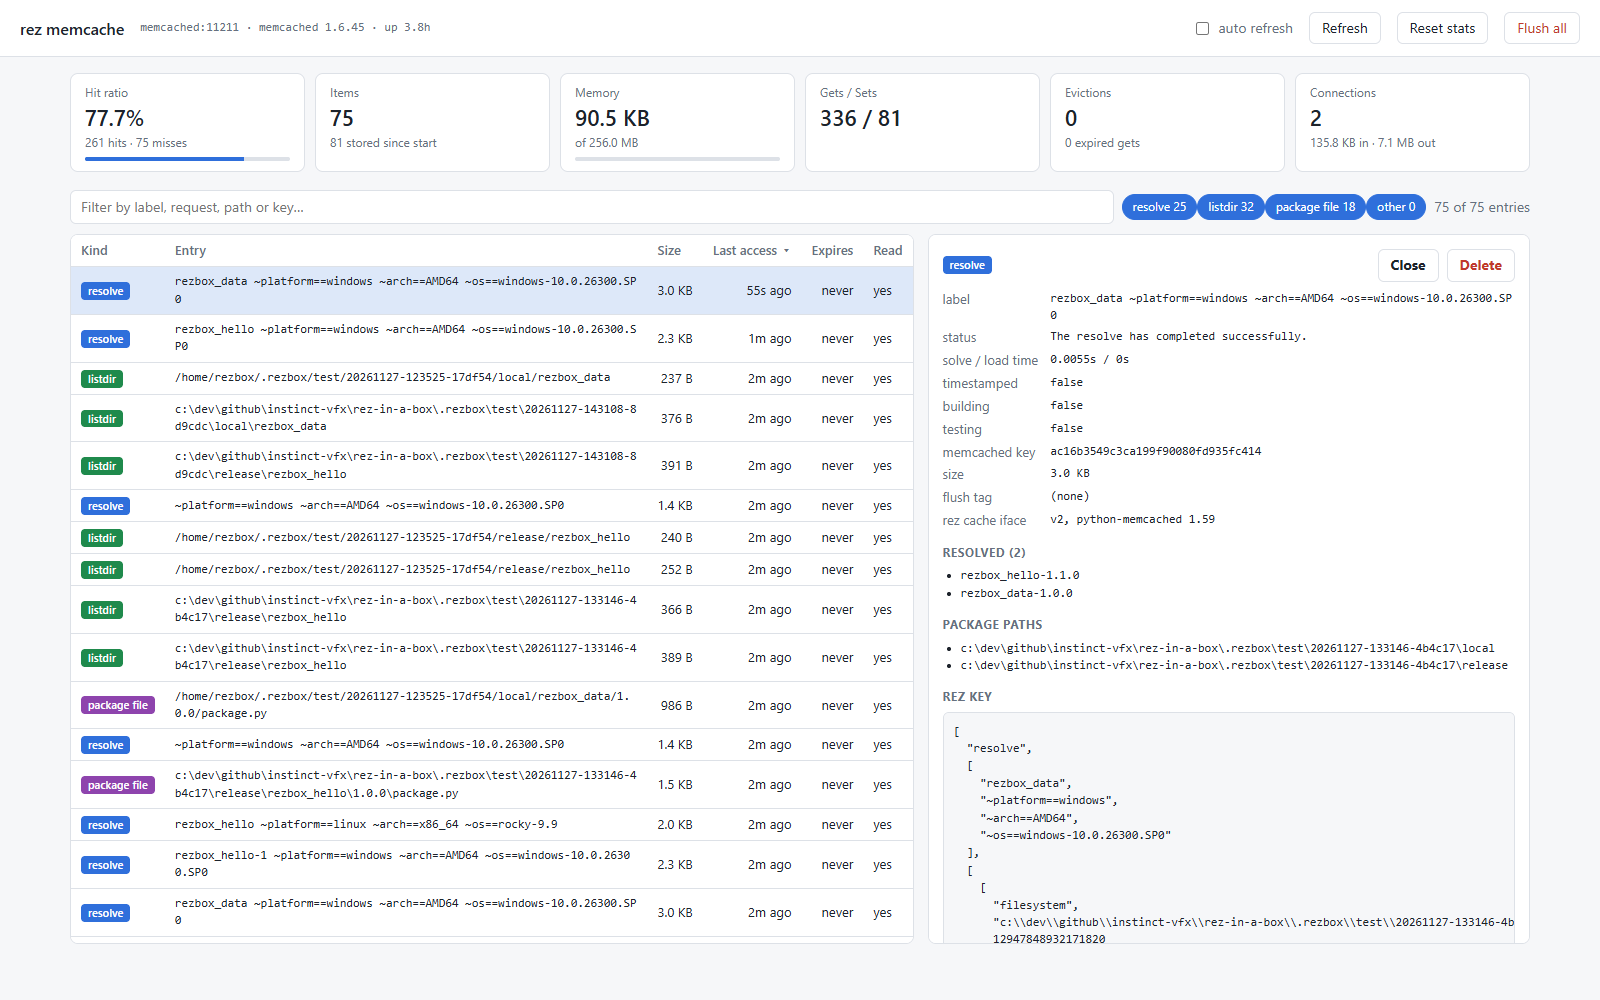 rez memcache
memcached:11211 · memcached 1.6.45 · up 3.8h
auto refresh
Refresh
Reset stats
Flush all
Hit ratio
77.7%
261 hits · 75 misses
Items
75
81 stored since start
Memory
90.5 KB
of 256.0 MB
Gets / Sets
336 / 81
Evictions
0
0 expired gets
Connections
2
135.8 KB in · 7.1 MB out
Filter by label, request, path or key...
resolve 25
listdir 32
package file 18
other 0
75 of 75 entries
Kind Entry Size Last access Expires Read
resolve rezbox_data ~platform==windows ~arch==AMD64 ~os==windows-10.0.26300.SP
0 3.0 KB 55s ago never yes
resolve rezbox_hello ~platform==windows ~arch==AMD64 ~os==windows-10.0.26300.S
P0 2.3 KB 1m ago never yes
listdir /home/rezbox/.rezbox/test/20261127-123525-17df54/local/rezbox_data 237 B 2m ago never yes
listdir c:\dev\github\instinct-vfx\rez-in-a-box\.rezbox\test\20261127-143108-8
d9cdc\local\rezbox_data 376 B 2m ago never yes
listdir c:\dev\github\instinct-vfx\rez-in-a-box\.rezbox\test\20261127-143108-8
d9cdc\release\rezbox_hello 391 B 2m ago never yes
resolve ~platform==windows ~arch==AMD64 ~os==windows-10.0.26300.SP0 1.4 KB 2m ago never yes
listdir /home/rezbox/.rezbox/test/20261127-123525-17df54/release/rezbox_hello 240 B 2m ago never yes
listdir /home/rezbox/.rezbox/test/20261127-123525-17df54/release/rezbox_hello 252 B 2m ago never yes
listdir c:\dev\github\instinct-vfx\rez-in-a-box\.rezbox\test\20261127-133146-4
b4c17\release\rezbox_hello 366 B 2m ago never yes
listdir c:\dev\github\instinct-vfx\rez-in-a-box\.rezbox\test\20261127-133146-4
b4c17\release\rezbox_hello 389 B 2m ago never yes
package file /home/rezbox/.rezbox/test/20261127-123525-17df54/local/rezbox_data/1.
0.0/package.py 986 B 2m ago never yes
resolve ~platform==windows ~arch==AMD64 ~os==windows-10.0.26300.SP0 1.4 KB 2m ago never yes
package file c:\dev\github\instinct-vfx\rez-in-a-box\.rezbox\test\20261127-133146-4
b4c17\release\rezbox_hello\1.0.0\package.py 1.5 KB 2m ago never yes
resolve rezbox_hello ~platform==linux ~arch==x86_64 ~os==rocky-9.9 2.0 KB 2m ago never yes
resolve rezbox_hello-1 ~platform==windows ~arch==AMD64 ~os==windows-10.0.2630
0.SP0 2.3 KB 2m ago never yes
resolve rezbox_data ~platform==windows ~arch==AMD64 ~os==windows-10.0.26300.SP
0 3.0 KB 2m ago never yes
resolve
Close
Delete
label rezbox_data ~platform==windows ~arch==AMD64 ~os==windows-10.0.26300.SP
0
status The resolve has completed successfully.
solve / load time 0.0055s / 0s
timestamped false
building false
testing false
memcached key ac16b3549c3ca199f90080fd935fc414
size 3.0 KB
flush tag (none)
rez cache iface v2, python-memcached 1.59
RESOLVED (2)
• rezbox_hello-1.1.0
• rezbox_data-1.0.0
PACKAGE PATHS
• c:\dev\github\instinct-vfx\rez-in-a-box\.rezbox\test\20261127-133146-4b4c17\local
• c:\dev\github\instinct-vfx\rez-in-a-box\.rezbox\test\20261127-133146-4b4c17\release
REZ KEY
[
"resolve",
[
"rezbox_data",
"~platform==windows",
"~arch==AMD64",
"~os==windows-10.0.26300.SP0"
],
[
[
"filesystem",
"c:\\dev\\github\\instinct-vfx\\rez-in-a-box\\.rezbox\\test\\20261127-133146-4b
12947848932171820